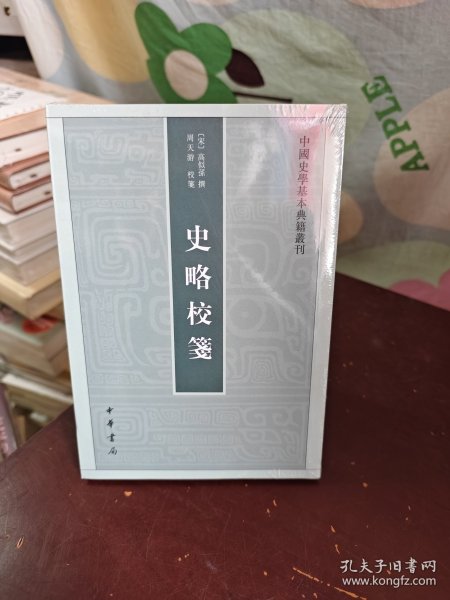 中國史學基本典籍叢刊
〔宋〕高似孫 撰
周天游 校箋
史略校箋
中華書局
APPLE
孔夫子旧书网
www.kongfz.com